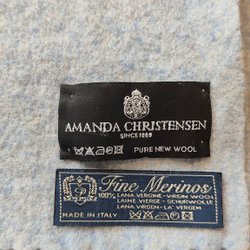 AMANDA CHRISTENSEN
SINCE 1885
PURE NEW WOOL
Fine Merinos
100% LANA VERGINE - VIRGIN WOOL
LAINE VIERGE - SCHURWOLLE
LANA VIRGEN - LA' VERGEM
MADE IN ITALY